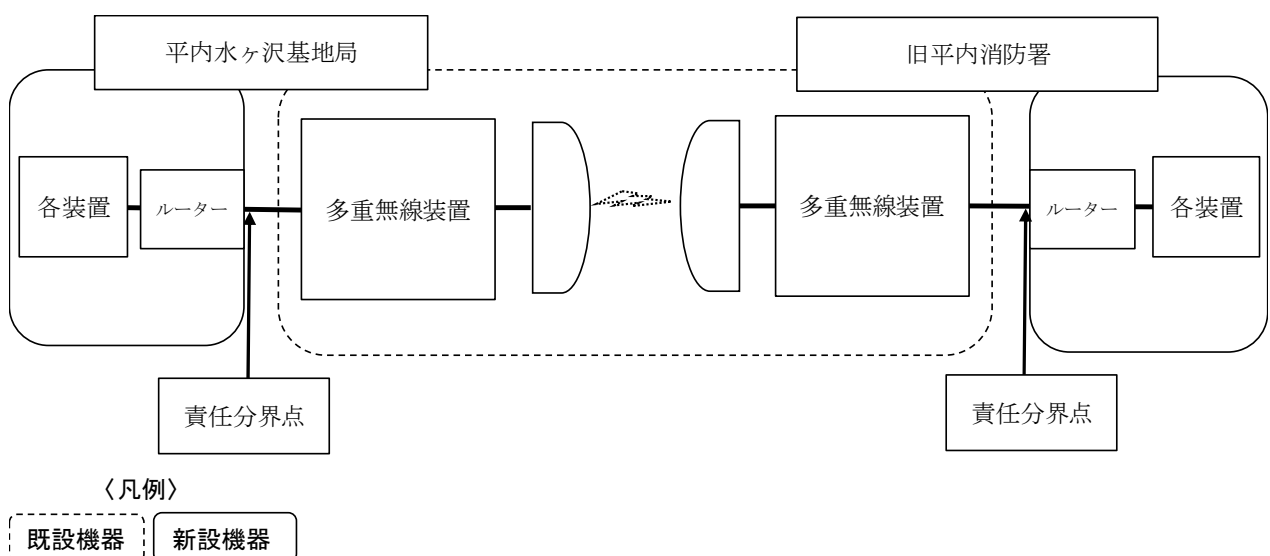 平内水ヶ沢基地局
旧平内消防署
各装置
ルーター
多重無線装置
多重無線装置
ルーター
各装置
責任分界点
責任分界点
〈凡例〉
既設機器
新設機器